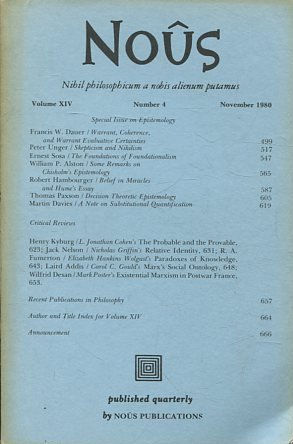 Noûs
Nihil philosophicum a nobis alienum putamus
Volume XIV Number 4 November 1980
Special Issue on Epistemology
Francis W. Dauer / Warrant, Coherence,
and Warrant Evaluative Certainties 499
Peter Unger / Skepticism and Nihilism 517
Ernest Sosa / The Foundations of Foundationalism 547
William P. Alston / Some Remarks on
Chisholm's Epistemology 565
Robert Hambourger / Belief in Miracles
and Hume's Essay 587
Thomas Paxson / Decision Theoretic Epistemology 605
Martin Davies / A Note on Substitutional Quantification 619
Critical Reviews
Henry Kyburg / L. Jonathan Cohen's The Probable and the Provable,
623; Jack Nelson / Nicholas Griffin's Relative Identity, 631; R. A.
Fumerton / Elizabeth Hankins Wolgast's Paradoxes of Knowledge,
643; Laird Addis / Carol C. Gould's Marx's Social Ontology, 648;
Wilfrid Desan / Mark Poster's Existential Marxism in Postwar France,
653.
Recent Publications in Philosophy 657
Author and Title Index for Volume XIV 664
Announcement 666
published quarterly
by NOÛS PUBLICATIONS